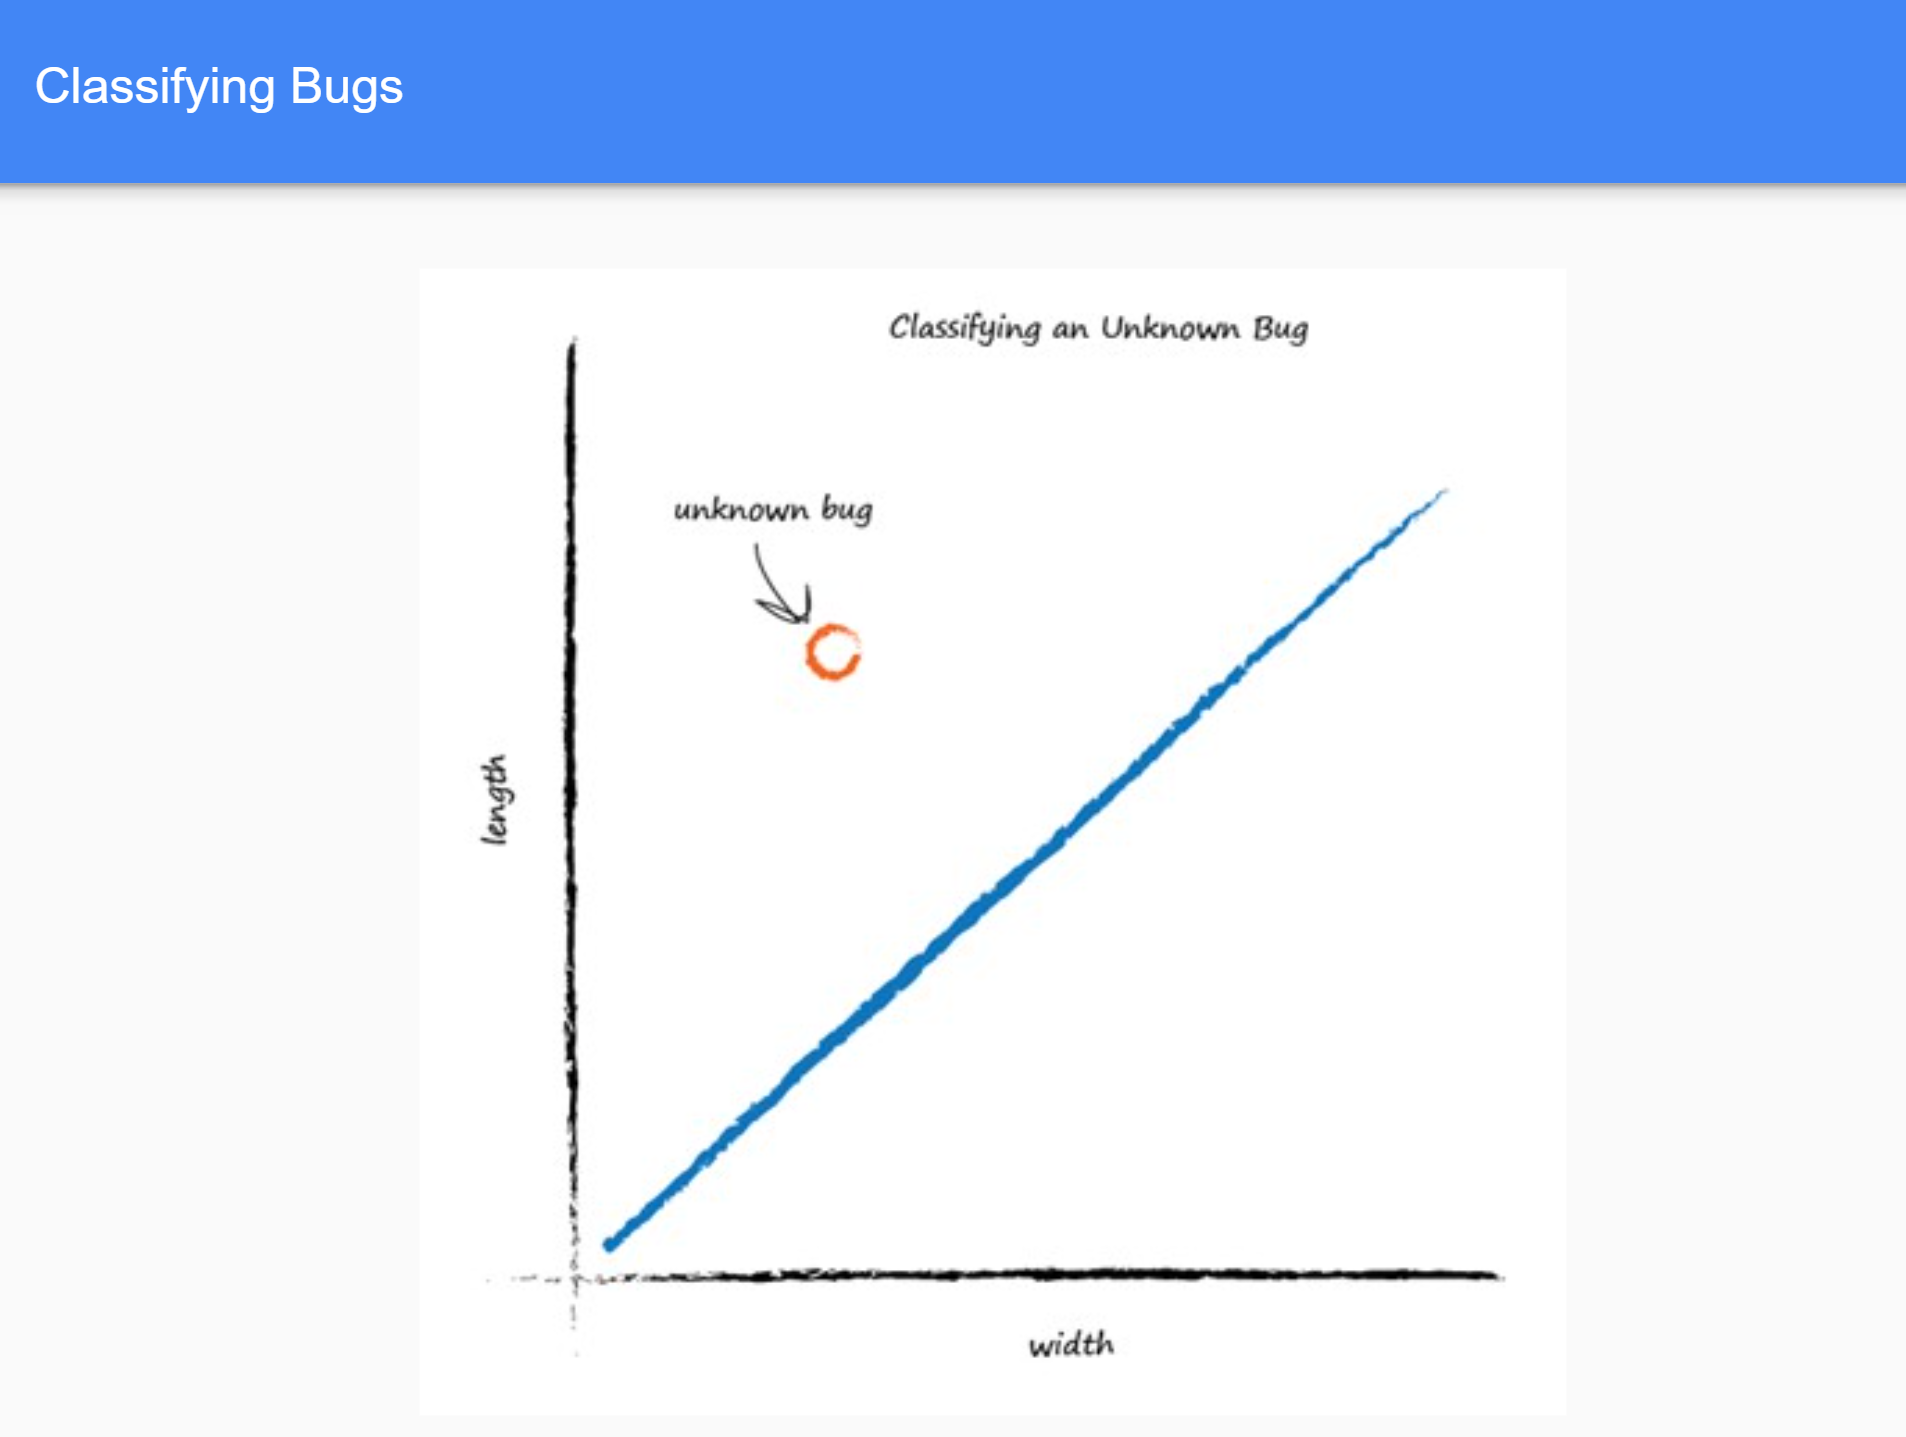 Classifying Bugs
Classifying an Unknown Bug
unknown bug
length
width